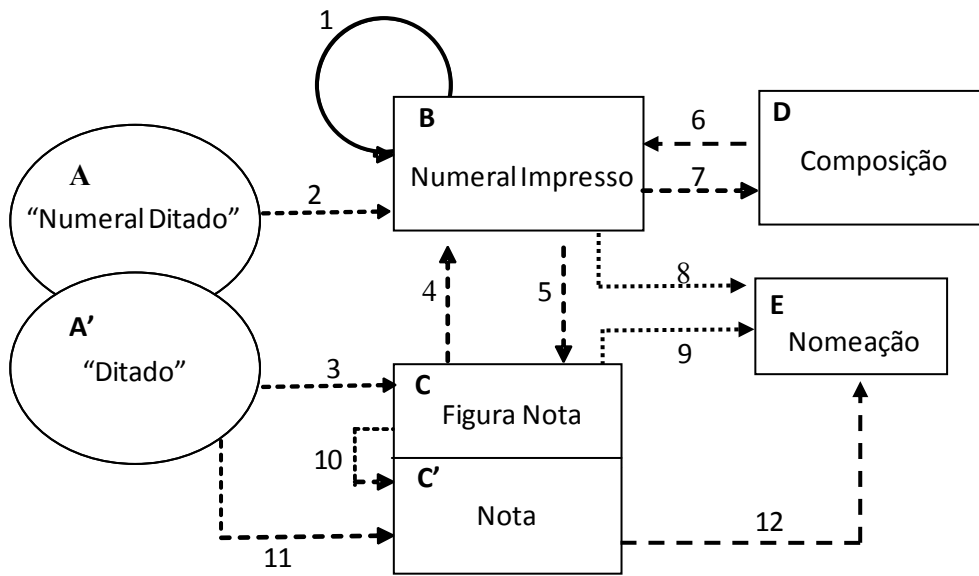 1
B
Numeral Impresso
6
D
Composição
7
A
“Numeral Ditado”
2
4
5
8
E
Nomeação
9
A’
“Ditado”
3
C
Figura Nota
10
C’
Nota
11
12